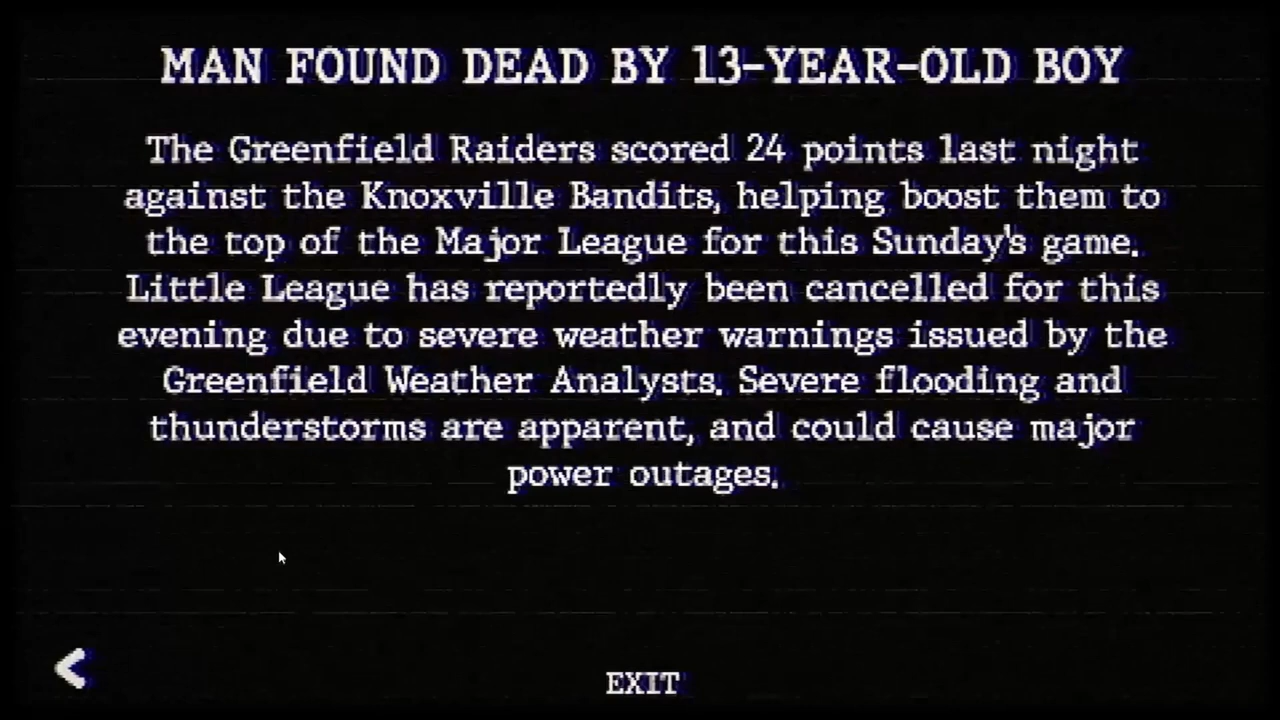 MAN FOUND DEAD BY 13-YEAR-OLD BOY
The Greenfield Raiders scored 24 points last night
against the Knoxville Bandits, helping boost them to
the top of the Major League for this Sunday's game.
Little League has reportedly been cancelled for this
evening due to severe weather warnings issued by the
Greenfield Weather Analysts. Severe flooding and
thunderstorms are apparent, and could cause major
power outages.
<
EXIT